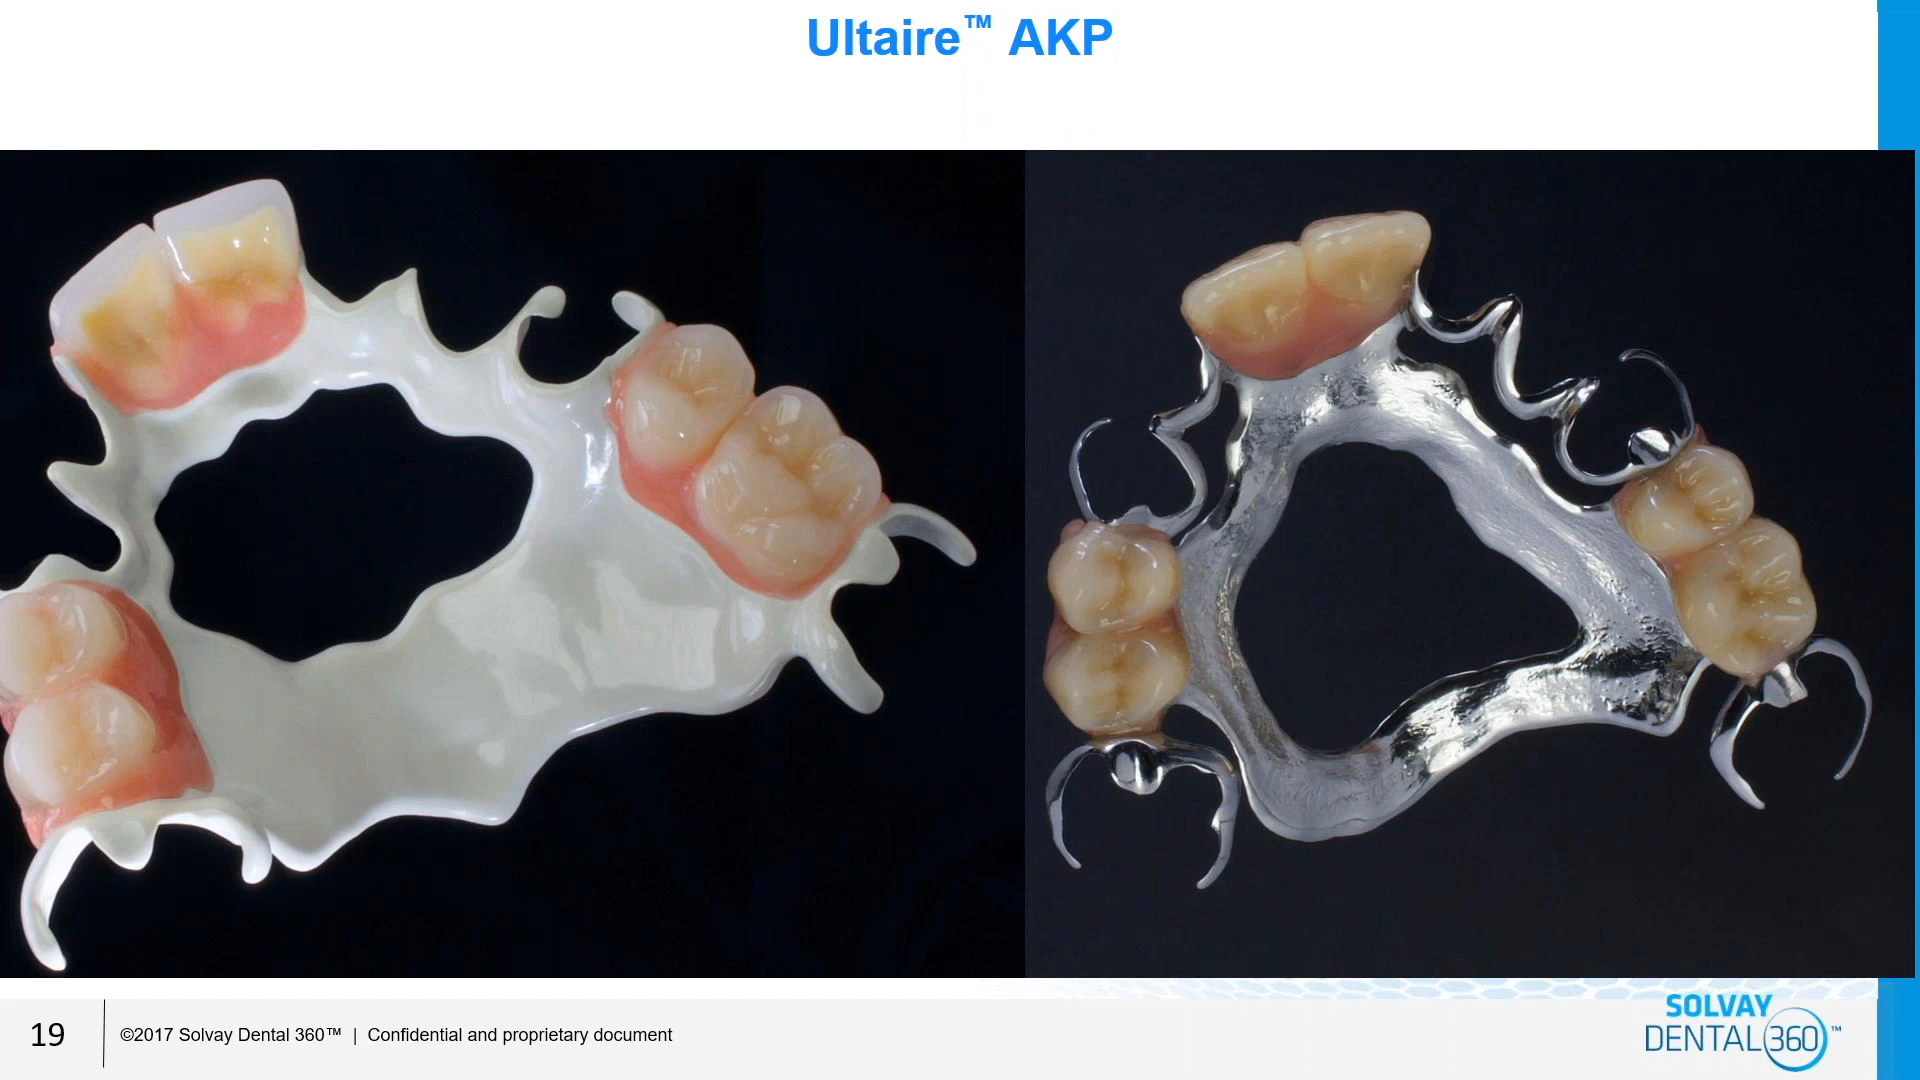 Ultaire™ AKP
19
©2017 Solvay Dental 360™ | Confidential and proprietary document
SOLVAY
DENTAL 360™